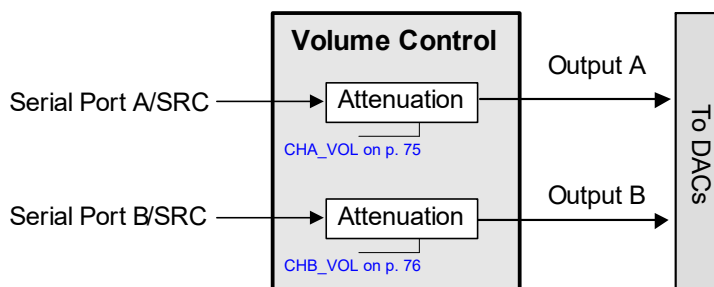 Volume Control
Output A
Serial Port A/SRC
Attenuation
CHA_VOL on p. 75
Output B
Serial Port B/SRC
Attenuation
CHB_VOL on p. 76
To DACs